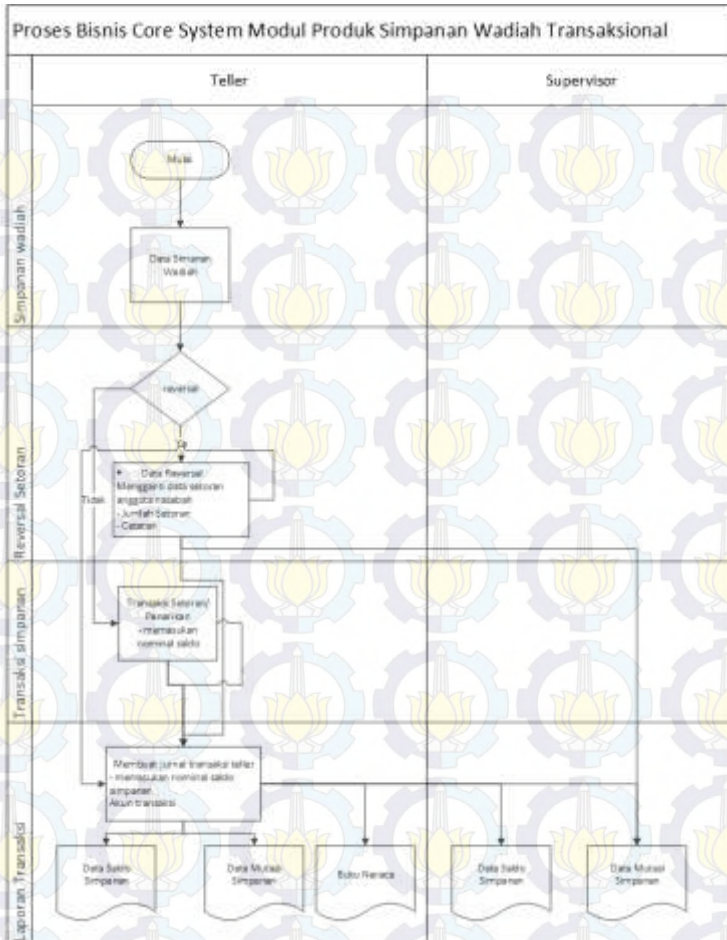 Proses Bisnis Core System Modul Produk Simpanan Wadiah Transaksional
Teller
Supervisor
Simpanan wadiah
Mulai
Data Simpanan
Wadiah
Reversal Setoran
reversal
Ya
Tidak
Data Reversal
Mengganti data setoran
anggota nasabah
- Jumlah Setoran
- Catatan
Transaksi simpanan
Transaksi Setoran/
Penarikan
- memasukan
nominal saldo
Laporan Transaksi
Membuat jurnal transaksi teller
- memasukan nominal saldo
simpanan
Akun transaksi
Data Saldo
Simpanan
Data Mutasi
Simpanan
Buku Neraca
Data Saldo
Simpanan
Data Mutasi
Simpanan